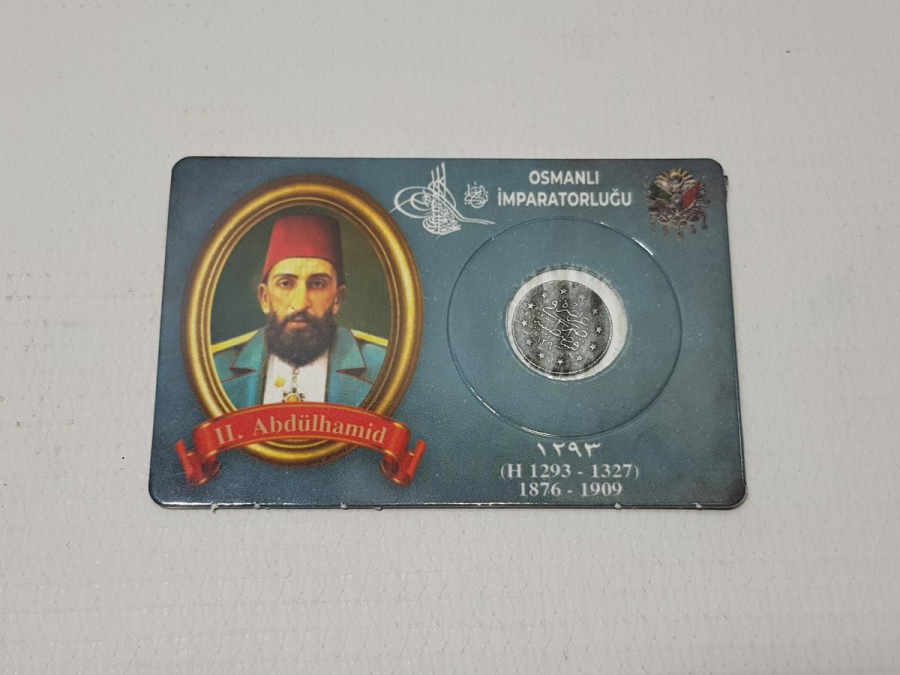 OSMANLI
İMPARATORLUĞU
II. Abdülhamid
١٢٩٣
(H 1293 - 1327)
1876 - 1909